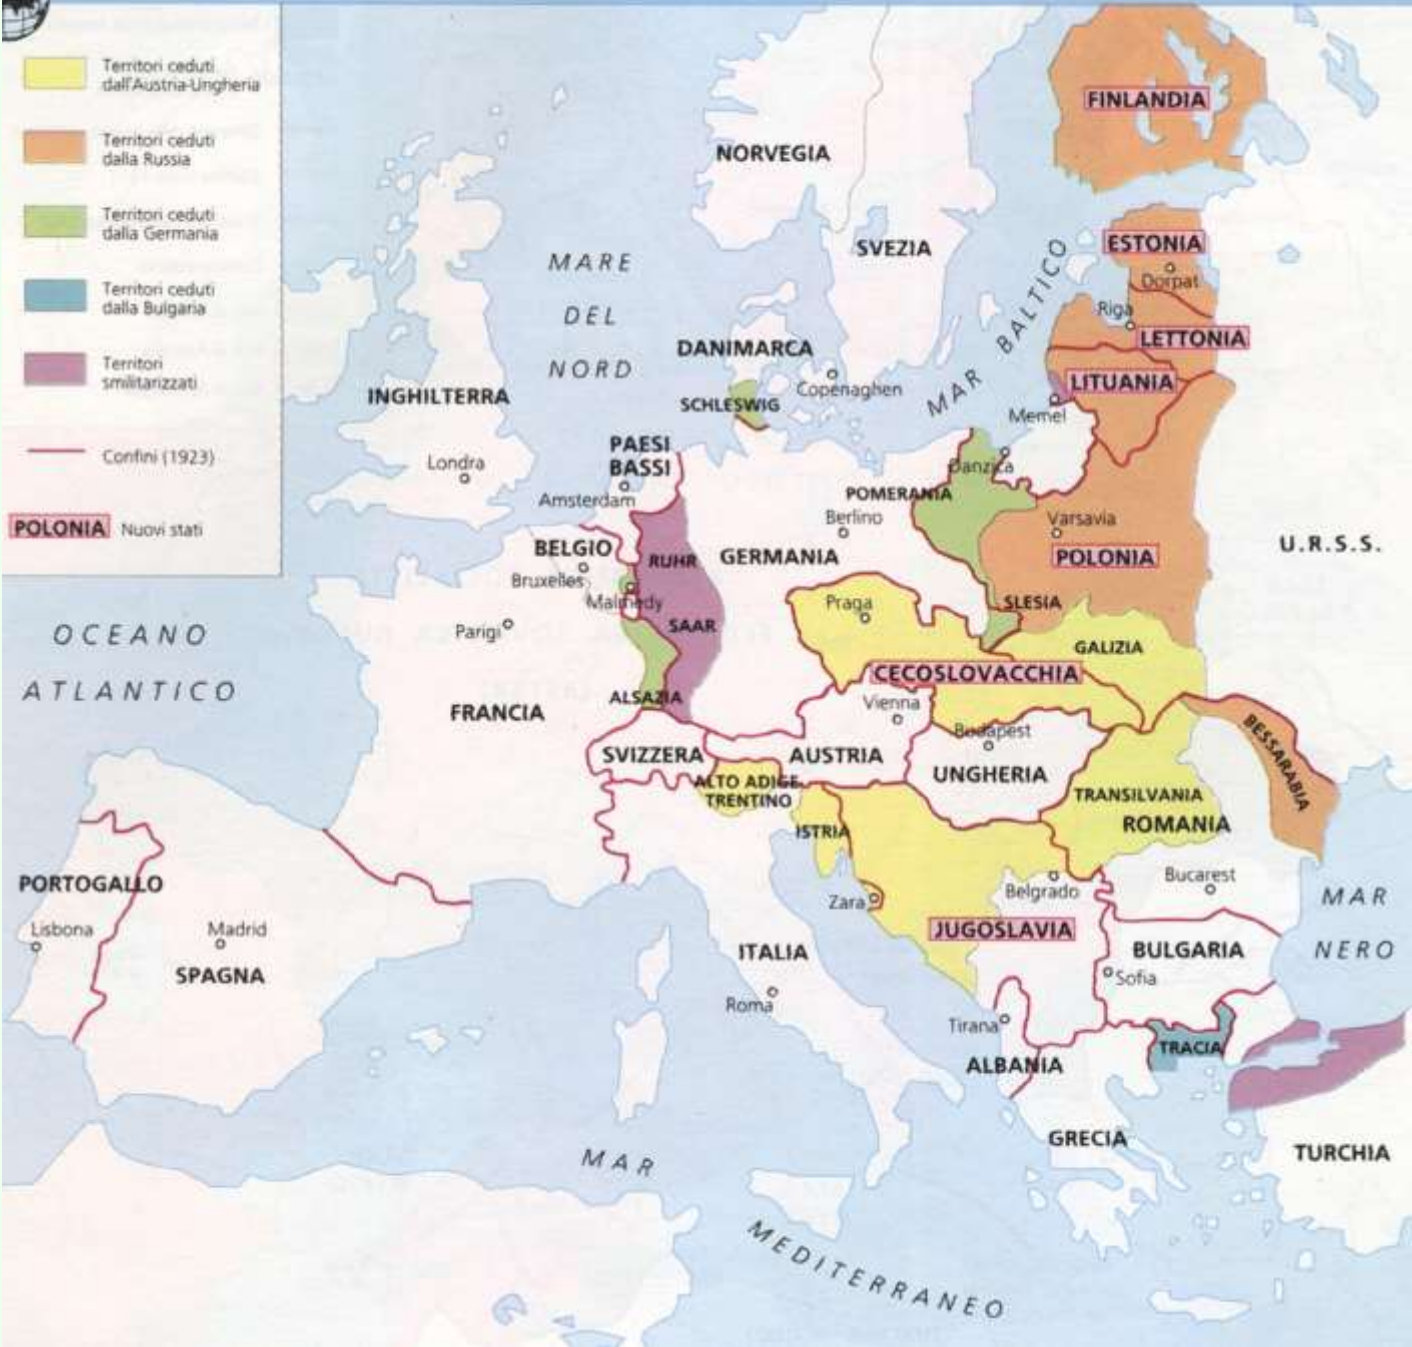 Territori ceduti
dall'Austria-Ungheria
Territori ceduti
dalla Russia
Territori ceduti
dalla Germania
Territori ceduti
dalla Bulgaria
Territori
smilitarizzati
Confini (1923)
POLONIA Nuovi stati
FINLANDIA
NORVEGIA
SVEZIA
ESTONIA
Dorpat
Riga
LETTONIA
LITUANIA
Memel
MAR BALTICO
MARE
DEL
NORD
DANIMARCA
Copenaghen
SCHLESWIG
INGHILTERRA
Londra
PAESI
BASSI
Amsterdam
BELGIO
Bruxelles
Malmedy
RUHR
SAAR
GERMANIA
Berlino
POMERANIA
Danzica
Varsavia
POLONIA
U.R.S.S.
SLESIA
GALIZIA
Praga
CECOSLOVACCHIA
OCEANO
ATLANTICO
Parigi
FRANCIA
ALSAZIA
SVIZZERA
Vienna
AUSTRIA
Budapest
UNGHERIA
BESSARABIA
ALTO ADIGE
TRENTINO
ISTRIA
TRANSILVANIA
ROMANIA
Bucarest
Belgrado
Zara
JUGOSLAVIA
PORTOGALLO
Lisbona
Madrid
SPAGNA
ITALIA
Roma
BULGARIA
Sofia
MAR
NERO
Tirana
ALBANIA
TRACIA
GRECIA
TURCHIA
MAR
MEDITERRANEO